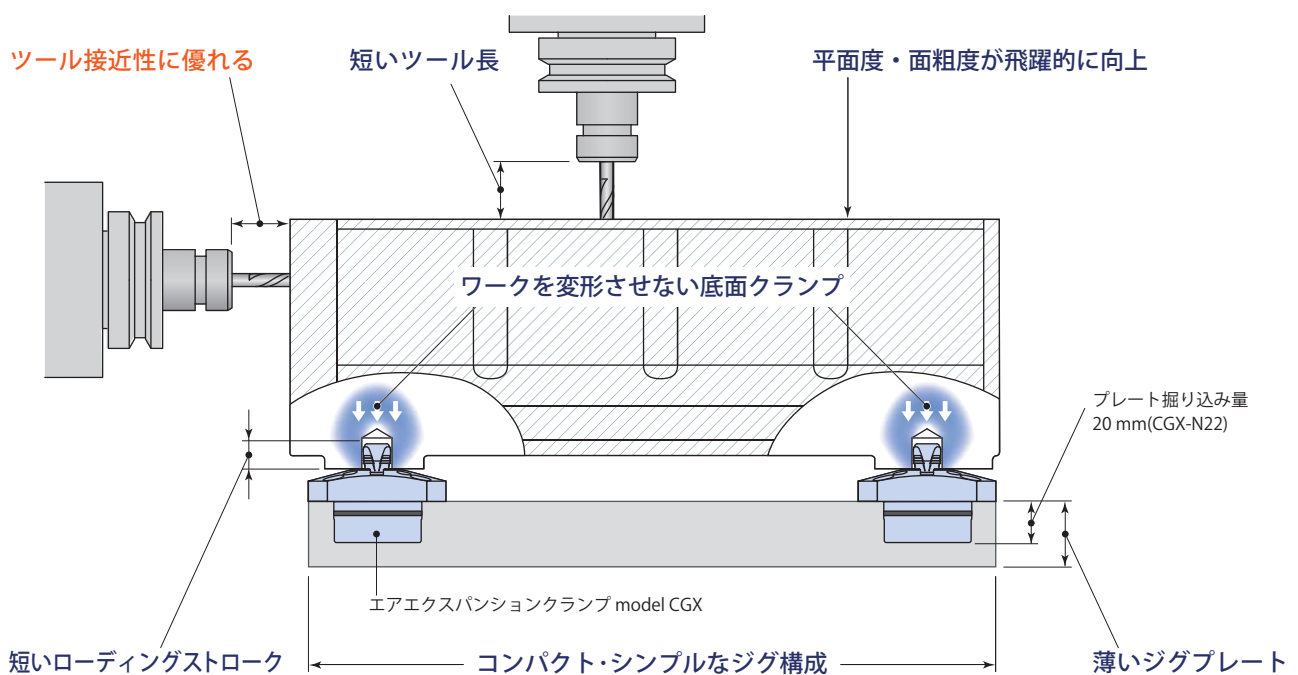 ツール接近性に優れる
短いツール長
平面度・面粗度が飛躍的に向上
ワークを変形させない底面クランプ
プレート掘り込み量
20 mm(CGX-N22)
エアエクスパンションクランプ model CGX
短いローディングストローク
コンパクト・シンプルなジグ構成
薄いジグプレート